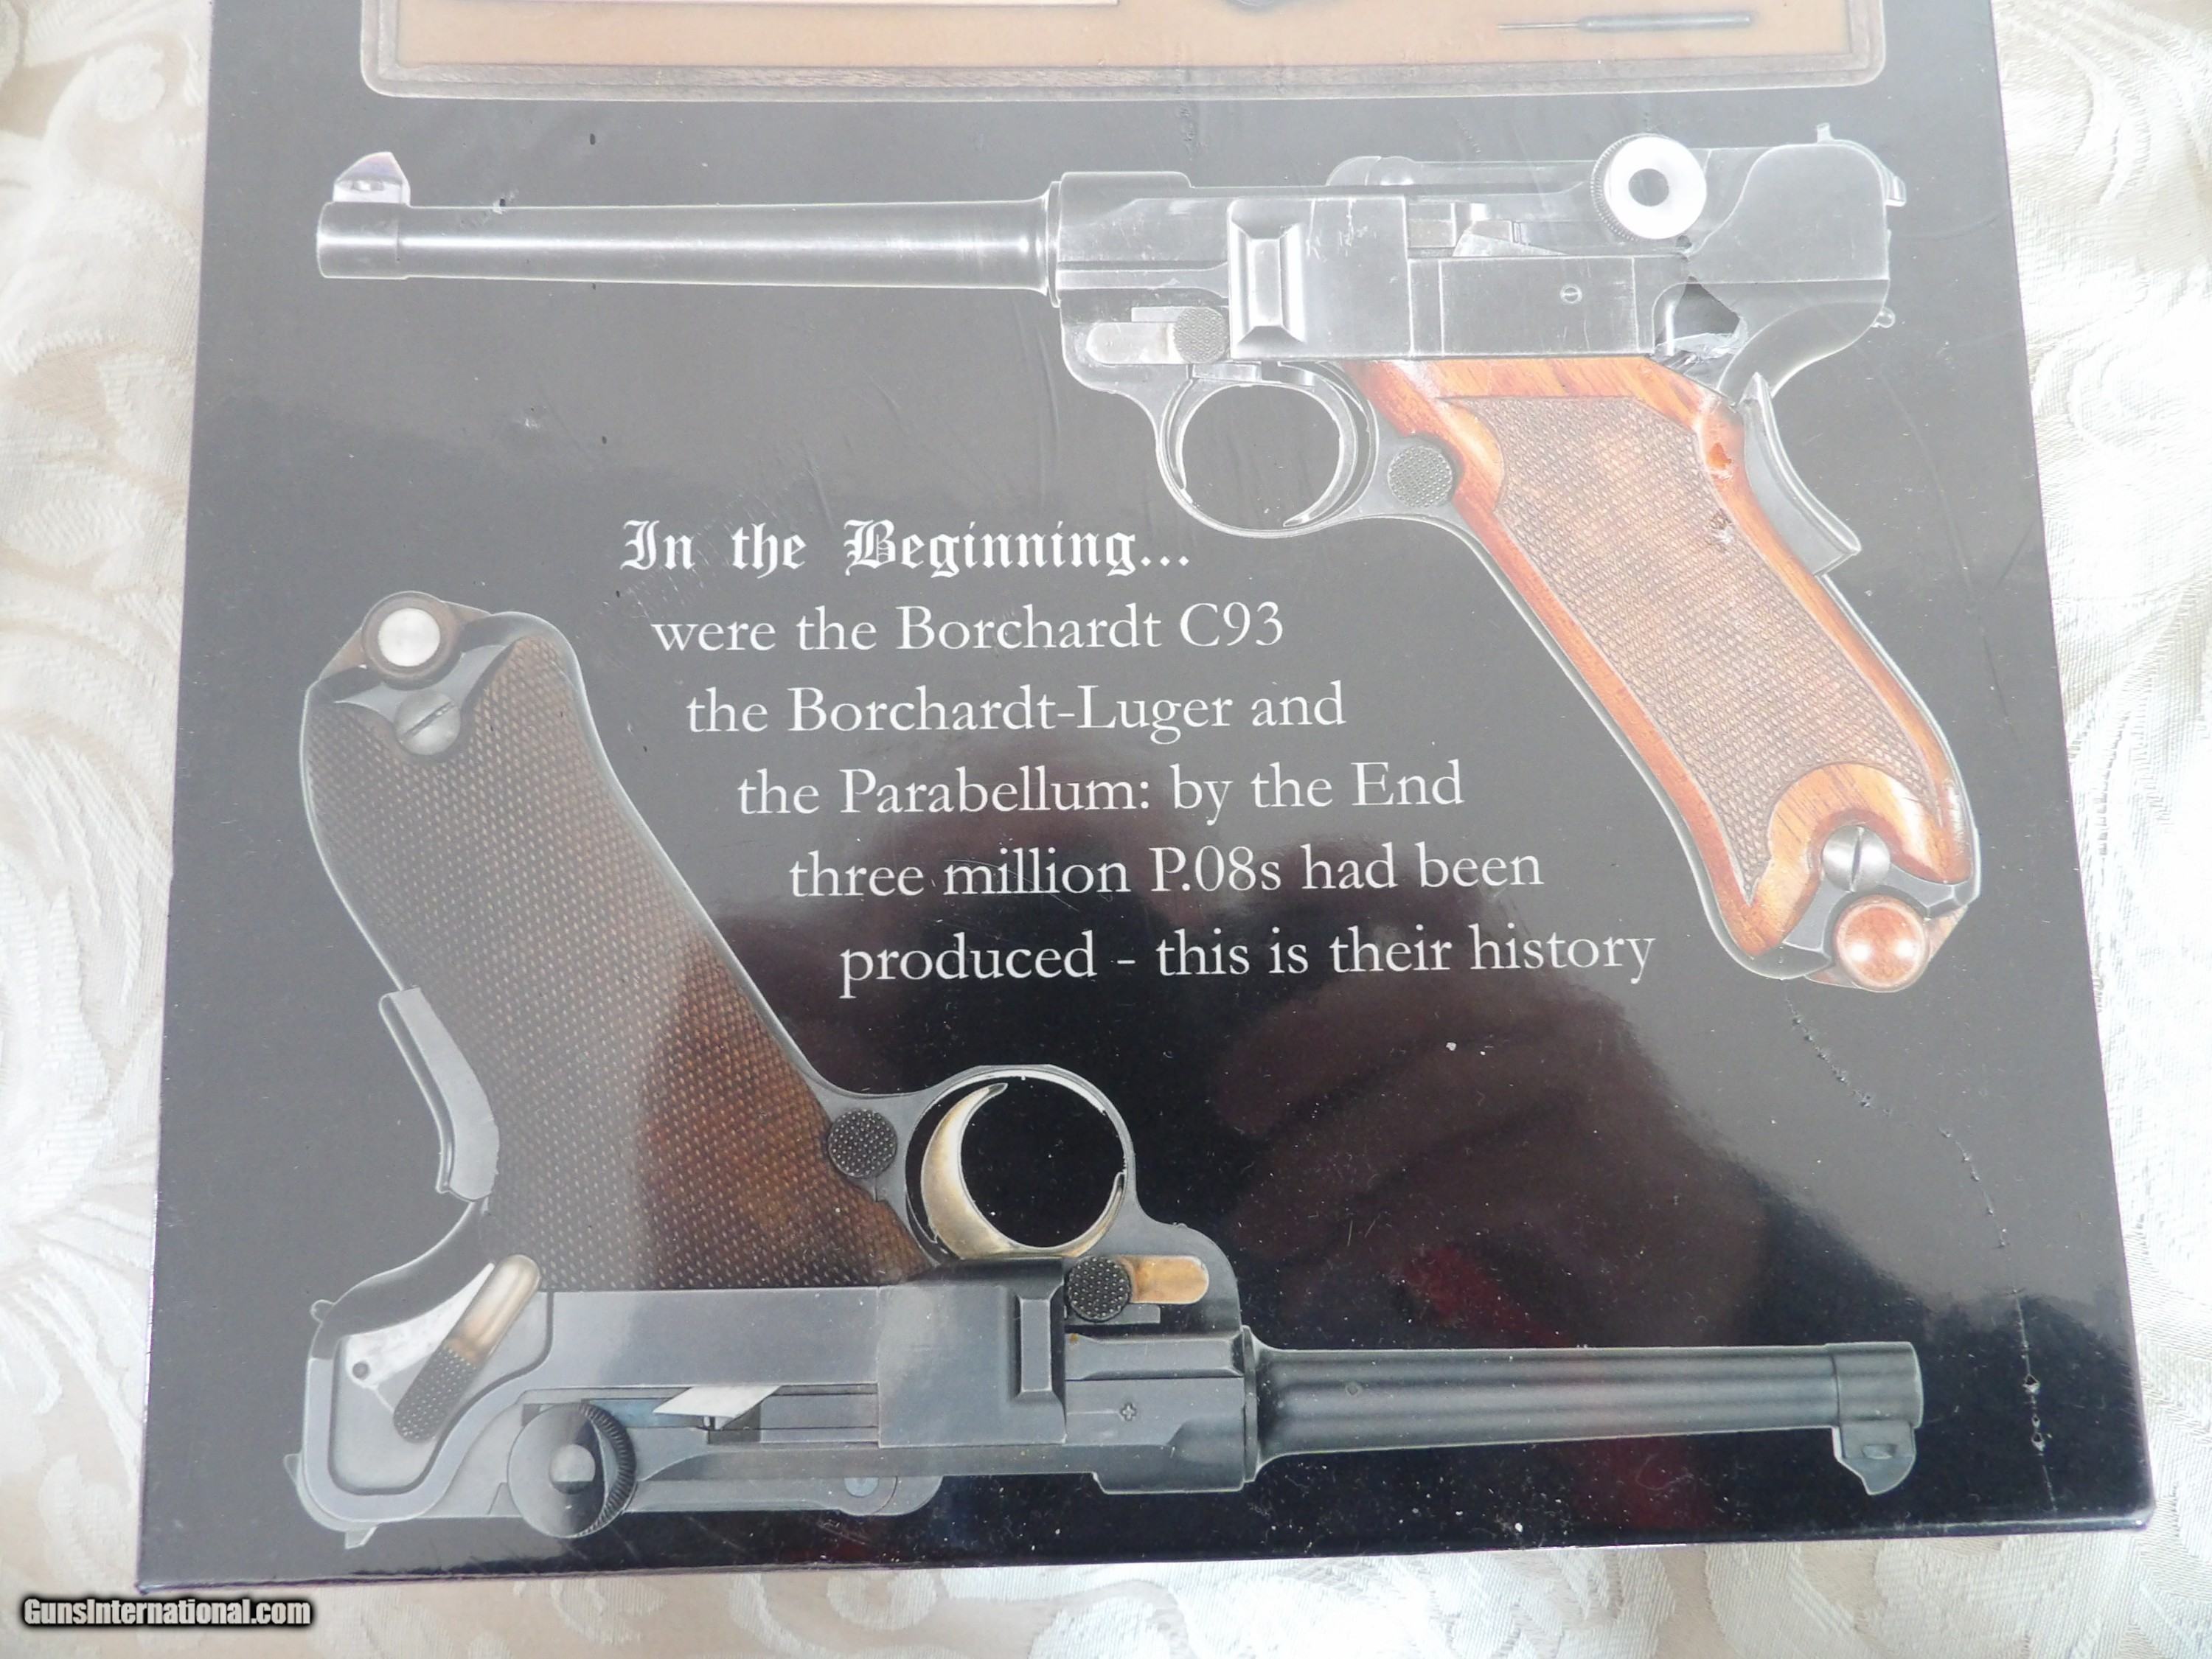 In the Beginning...
were the Borchardt C93
the Borchardt-Luger and
the Parabellum: by the End
three million P.08s had been
produced - this is their history
GunsInternational.com